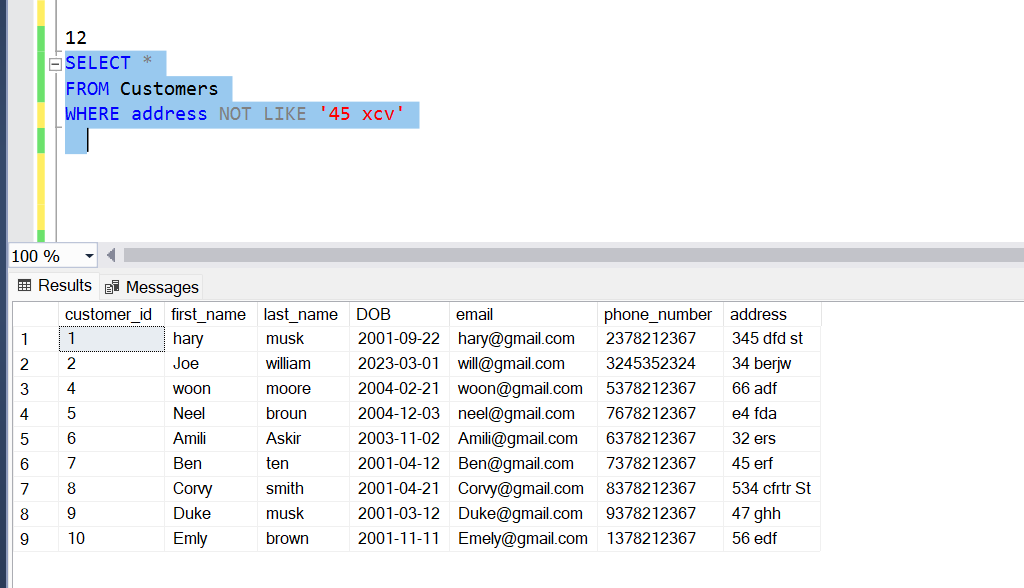 12
SELECT *
FROM Customers
WHERE address NOT LIKE '45 xcv'
100 %
Results Messages
customer_id first_name last_name DOB email phone_number address
1 1 hary musk 2001-09-22 hary@gmail.com 2378212367 345 dfd st
2 2 Joe william 2023-03-01 will@gmail.com 3245352324 34 berjw
3 4 woon moore 2004-02-21 woon@gmail.com 5378212367 66 adf
4 5 Neel broun 2004-12-03 neel@gmail.com 7678212367 e4 fda
5 6 Amili Askir 2003-11-02 Amili@gmail.com 6378212367 32 ers
6 7 Ben ten 2001-04-12 Ben@gmail.com 7378212367 45 erf
7 8 Corvy smith 2001-04-21 Corvy@gmail.com 8378212367 534 cfrtr St
8 9 Duke musk 2001-03-12 Duke@gmail.com 9378212367 47 ghh
9 10 Emly brown 2001-11-11 Emely@gmail.com 1378212367 56 edf